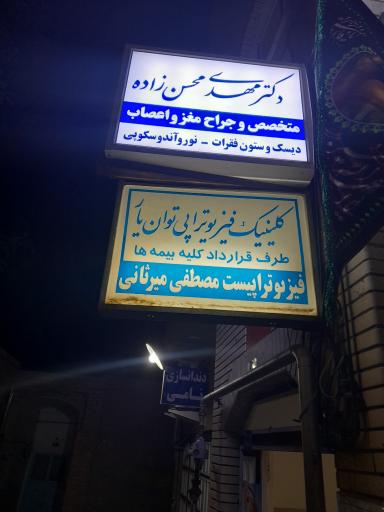 دکتر مهدی محسن زاده
متخصص و جراح مغز و اعصاب
دیسک و ستون فقرات - نوروآندوسکوپی
کلینیک فیزیوتراپی توان یار
طرف قرارداد کلیه بیمه ها
فیزیوتراپیست مصطفی میرثانی
دندانسازی